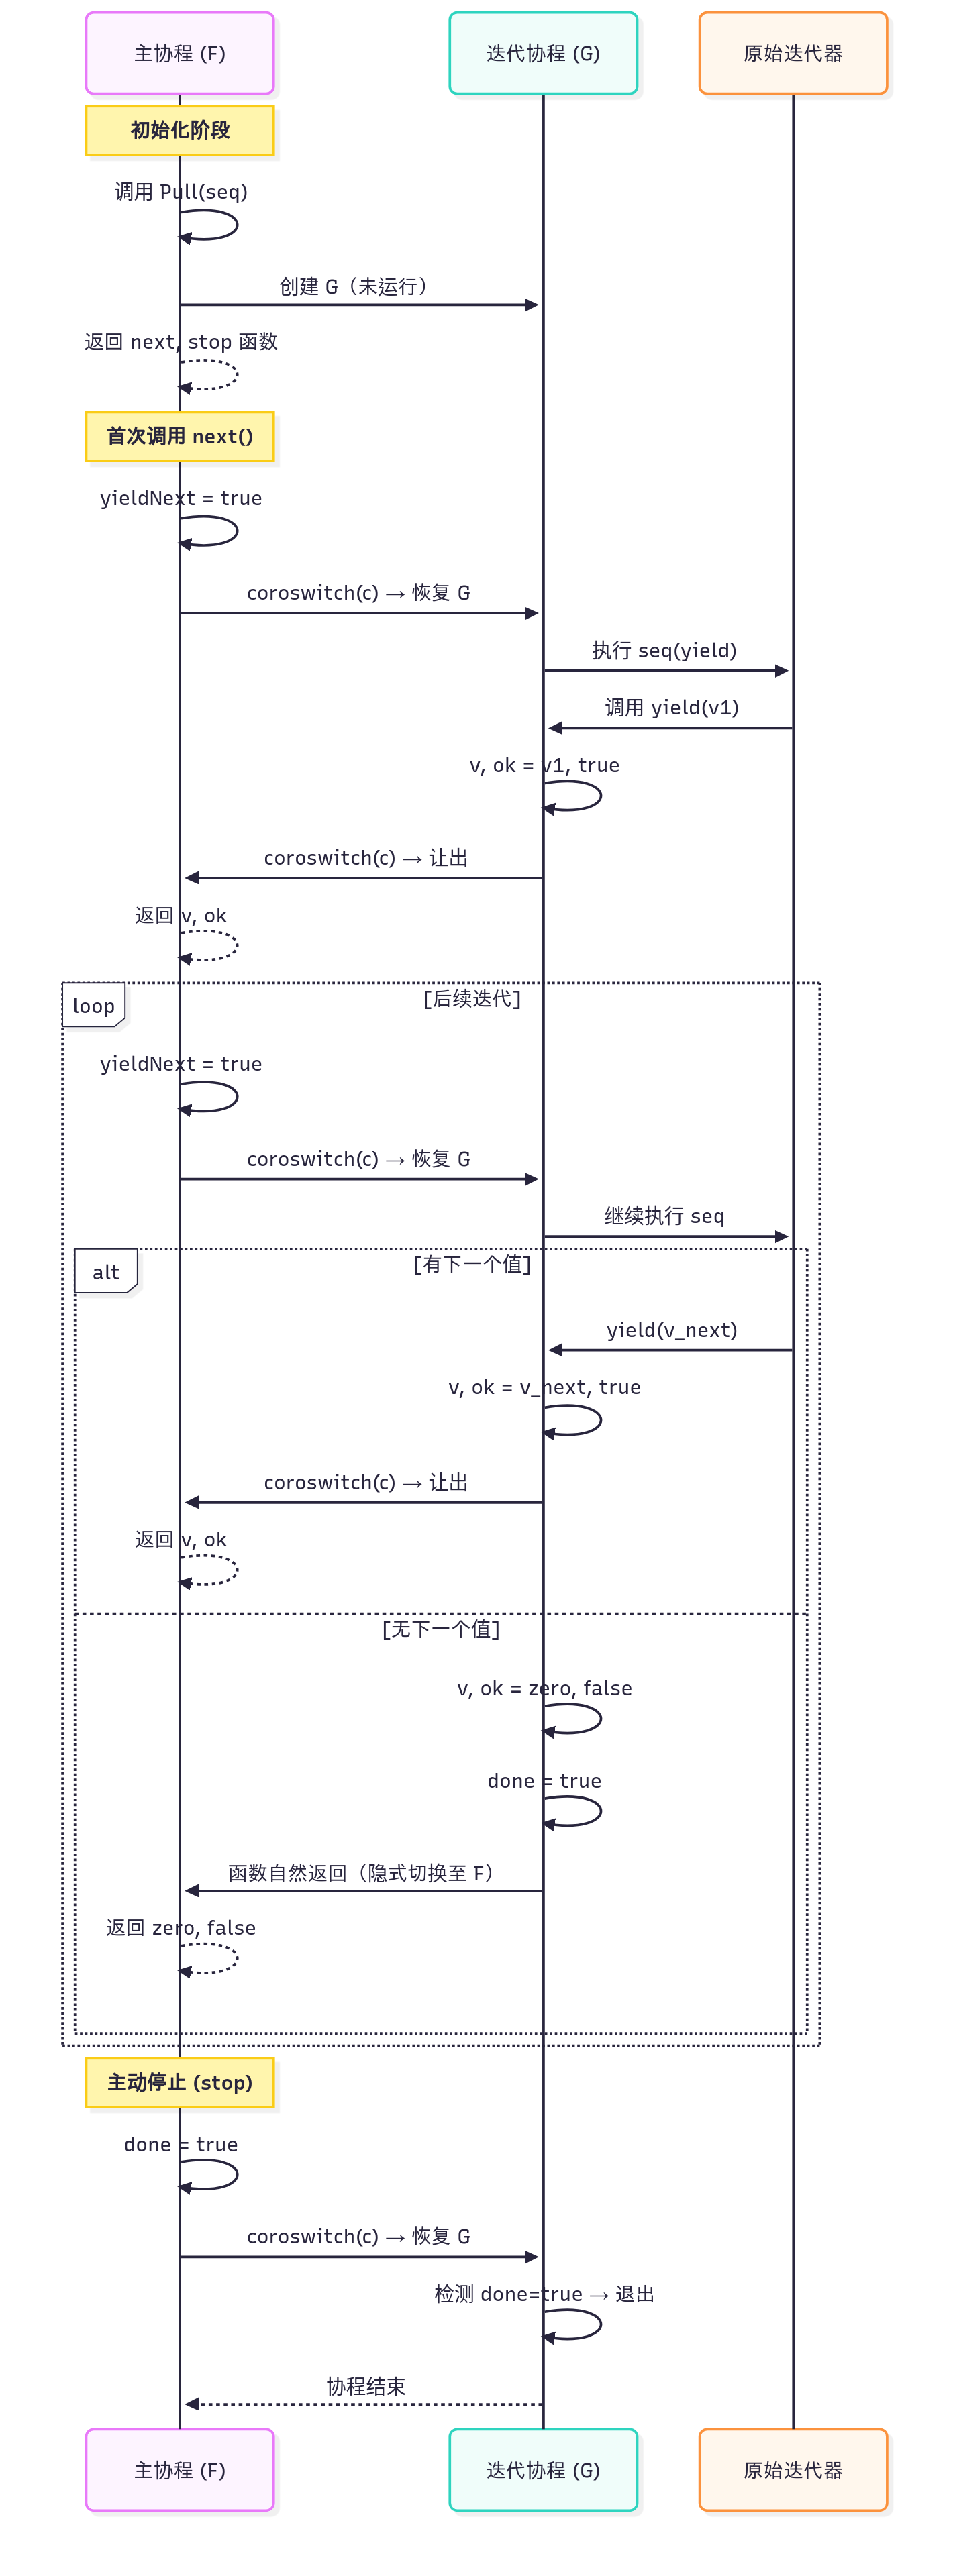 主协程 (F)
迭代协程 (G)
原始迭代器
初始化阶段
调用 Pull(seq)
创建 G（未运行）
返回 next, stop 函数
首次调用 next()
yieldNext = true
coroswitch(c) → 恢复 G
执行 seq(yield)
调用 yield(v1)
v, ok = v1, true
coroswitch(c) → 让出
返回 v, ok
loop
[后续迭代]
yieldNext = true
coroswitch(c) → 恢复 G
继续执行 seq
alt
[有下一个值]
yield(v_next)
v, ok = v_next, true
coroswitch(c) → 让出
返回 v, ok
[无下一个值]
v, ok = zero, false
done = true
函数自然返回（隐式切换至 F）
返回 zero, false
主动停止 (stop)
done = true
coroswitch(c) → 恢复 G
检测 done=true → 退出
协程结束
主协程 (F)
迭代协程 (G)
原始迭代器